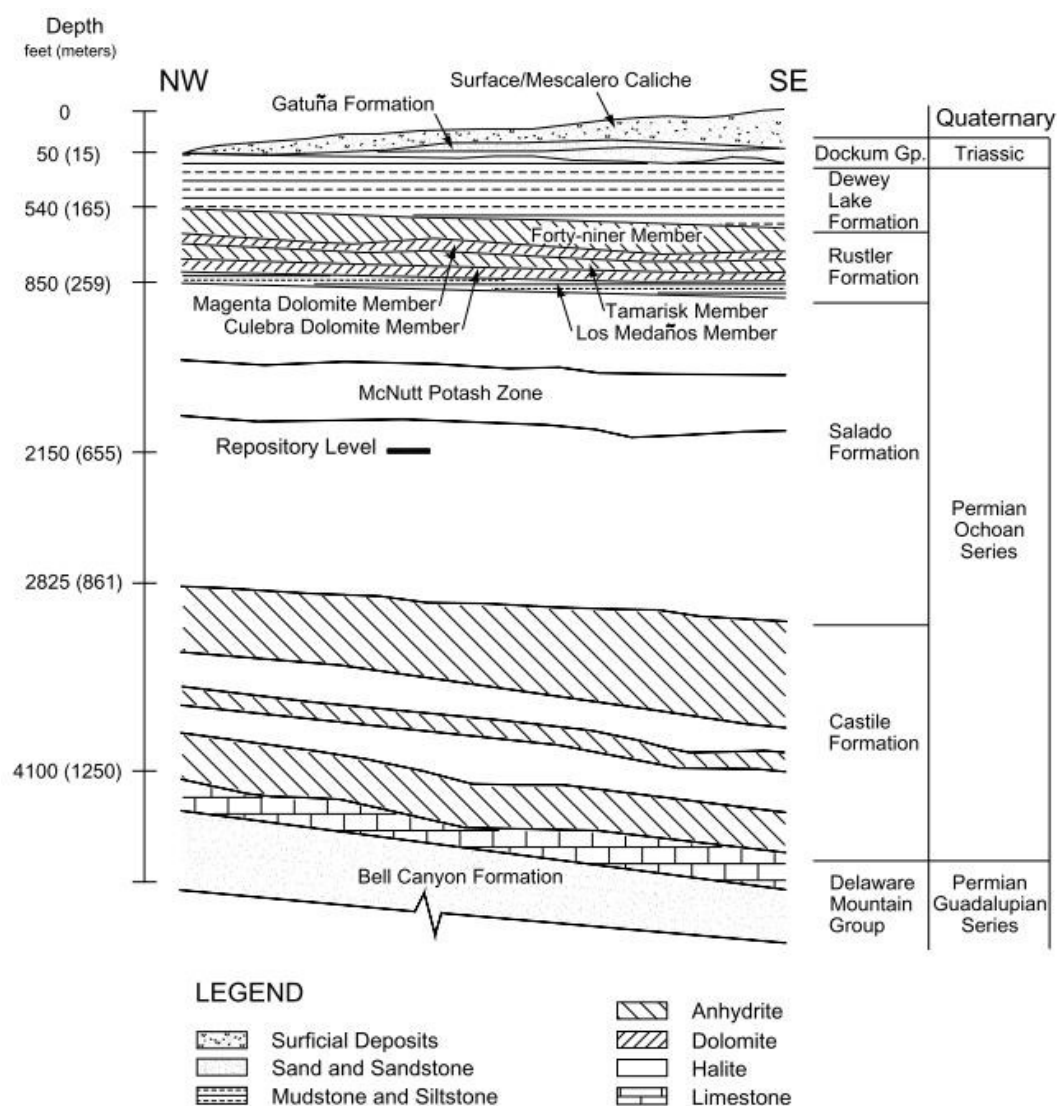 Depth
feet (meters)
NW
SE
Surface/Mescalero Caliche
Gatuña Formation
0
50 (15)
540 (165)
850 (259)
2150 (655)
2825 (861)
4100 (1250)
Forty-niner Member
Magenta Dolomite Member
Culebra Dolomite Member
Tamarisk Member
Los Medaños Member
McNutt Potash Zone
Repository Level
Bell Canyon Formation
Quaternary
Dockum Gp.
Triassic
Dewey
Lake
Formation
Rustler
Formation
Salado
Formation
Permian
Ochoan
Series
Castile
Formation
Delaware
Mountain
Group
Permian
Guadalupian
Series
LEGEND
Surficial Deposits
Sand and Sandstone
Mudstone and Siltstone
Anhydrite
Dolomite
Halite
Limestone